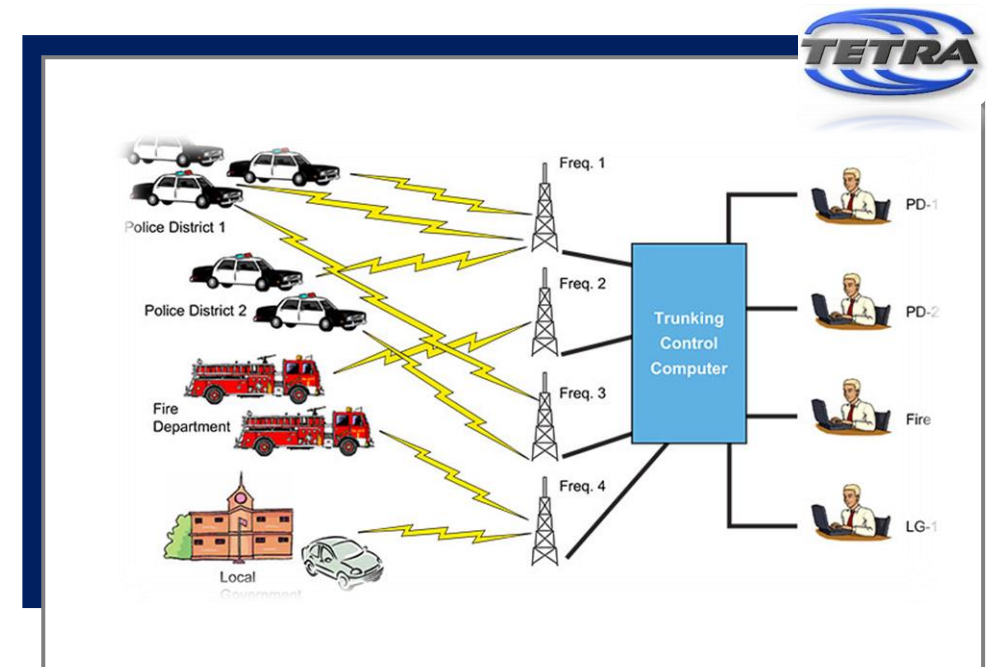 TETRA
Freq. 1
Police District 1
PD-1
Freq. 2
Police District 2
PD-2
Trunking
Control
Computer
Freq. 3
Fire
Department
Fire
Freq. 4
LG-1
Local
Government